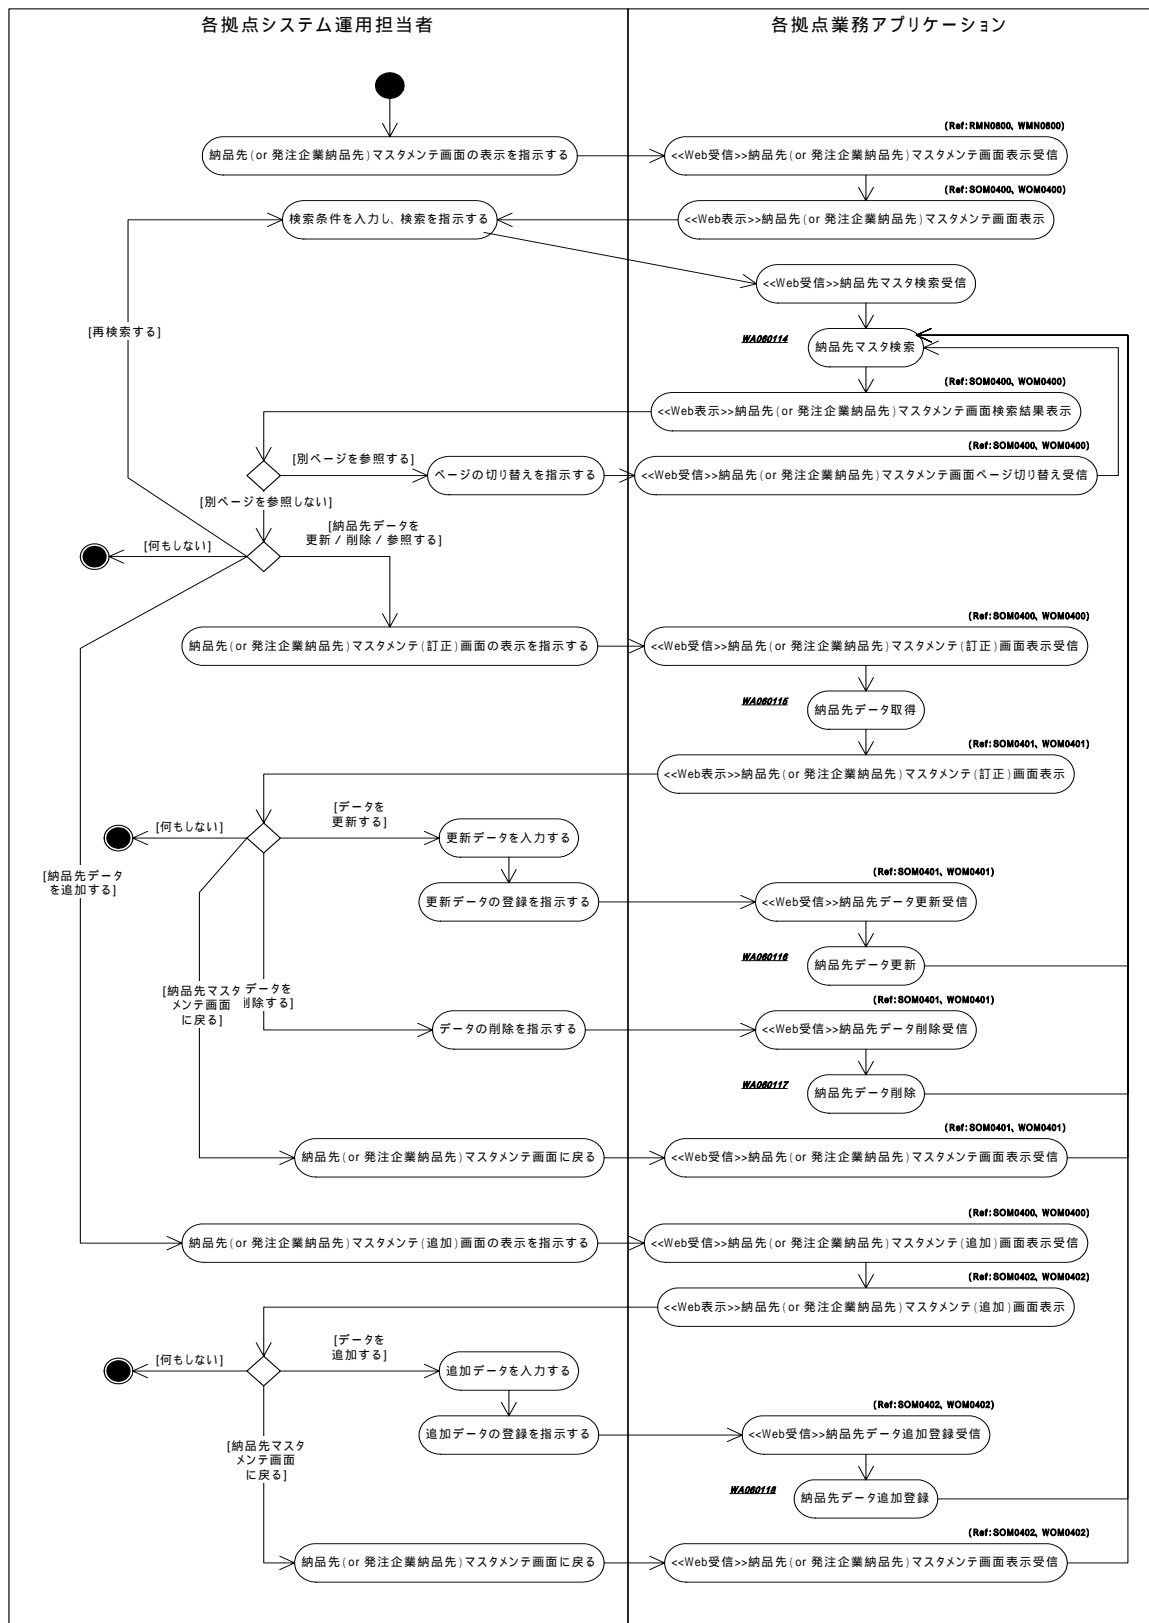 各拠点システム運用担当者
各拠点業務アプリケーション
(Ref:RMN0600、WMN0600)
納品先(or 発注企業納品先)マスタメンテ画面の表示を指示する
<<Web受信>>納品先(or 発注企業納品先)マスタメンテ画面表示受信
(Ref:SOM0400、WOM0400)
検索条件を入力し、検索を指示する
<<Web表示>>納品先(or 発注企業納品先)マスタメンテ画面表示
<<Web受信>>納品先マスタ検索受信
[再検索する]
WA060114
納品先マスタ検索
(Ref:SOM0400、WOM0400)
<<Web表示>>納品先(or 発注企業納品先)マスタメンテ画面検索結果表示
(Ref:SOM0400、WOM0400)
[別ページを参照する]
ページの切り替えを指示する
<<Web受信>>納品先(or 発注企業納品先)マスタメンテ画面ページ切り替え受信
[別ページを参照しない]
[納品先データを
更新/削除/参照する]
[何もしない]
(Ref:SOM0400、WOM0400)
納品先(or 発注企業納品先)マスタメンテ(訂正)画面の表示を指示する
<<Web受信>>納品先(or 発注企業納品先)マスタメンテ(訂正)画面表示受信
WA060115
納品先データ取得
(Ref:SOM0401、WOM0401)
<<Web表示>>納品先(or 発注企業納品先)マスタメンテ(訂正)画面表示
[データを
更新する]
[何もしない]
更新データを入力する
[納品先データ
を追加する]
(Ref:SOM0401、WOM0401)
更新データの登録を指示する
<<Web受信>>納品先データ更新受信
WA060116
納品先データ更新
[納品先マスタ
メンテ画面
に戻る]
データを
削除する]
(Ref:SOM0401、WOM0401)
データの削除を指示する
<<Web受信>>納品先データ削除受信
WA060117
納品先データ削除
(Ref:SOM0401、WOM0401)
納品先(or 発注企業納品先)マスタメンテ画面に戻る
<<Web受信>>納品先(or 発注企業納品先)マスタメンテ画面表示受信
(Ref:SOM0400、WOM0400)
納品先(or 発注企業納品先)マスタメンテ(追加)画面の表示を指示する
<<Web受信>>納品先(or 発注企業納品先)マスタメンテ(追加)画面表示受信
(Ref:SOM0402、WOM0402)
<<Web表示>>納品先(or 発注企業納品先)マスタメンテ(追加)画面表示
[データを
追加する]
[何もしない]
追加データを入力する
(Ref:SOM0402、WOM0402)
追加データの登録を指示する
<<Web受信>>納品先データ追加登録受信
[納品先マスタ
メンテ画面
に戻る]
WA060118
納品先データ追加登録
(Ref:SOM0402、WOM0402)
納品先(or 発注企業納品先)マスタメンテ画面に戻る
<<Web受信>>納品先(or 発注企業納品先)マスタメンテ画面表示受信